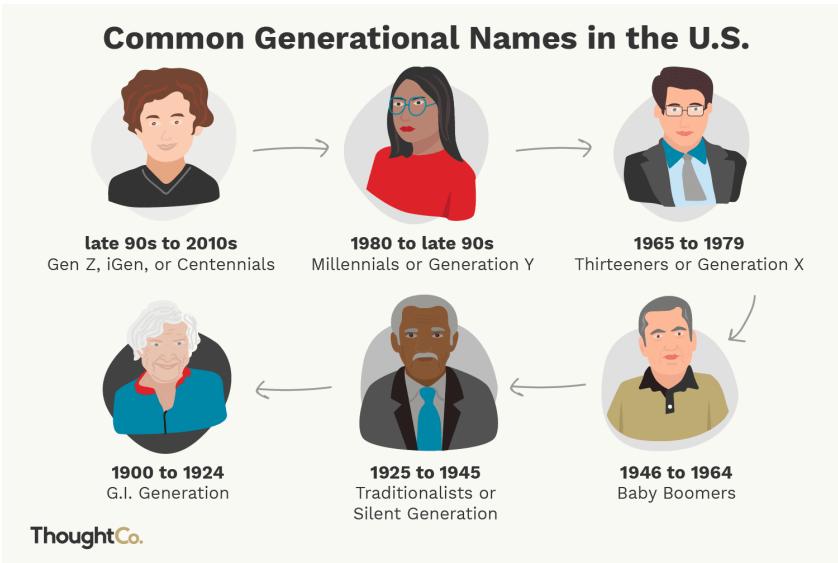 Common Generational Names in the U.S.
late 90s to 2010s
Gen Z, iGen, or Centennials
1980 to late 90s
Millennials or Generation Y
1965 to 1979
Thirteeners or Generation X
1900 to 1924
G.I. Generation
1925 to 1945
Traditionalists or
Silent Generation
1946 to 1964
Baby Boomers
ThoughtCo.